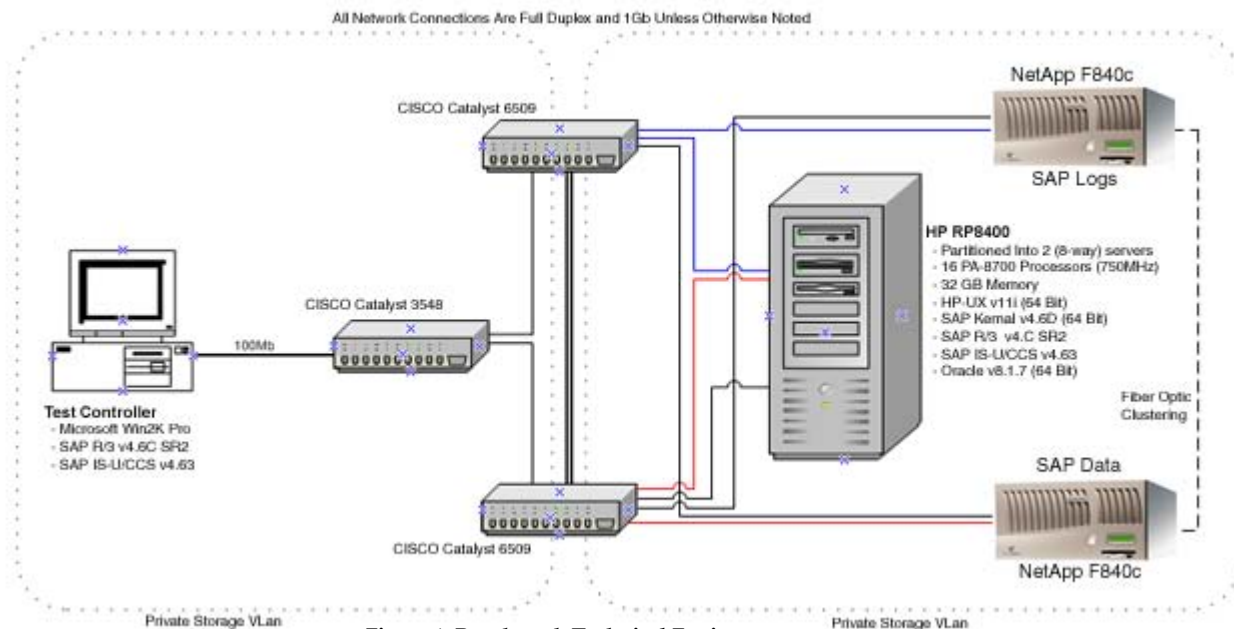 All Network Connections Are Full Duplex and 1Gb Unless Otherwise Noted
NetApp F840c
SAP Logs
CISCO Catalyst 6509
HP RP8400
- Partitioned Into 2 (8-way) servers
- 16 PA-8700 Processors (750MHz)
- 32 GB Memory
- HP-UX v11i (64 Bit)
- SAP Kernal v4.6D (64 Bit)
- SAP R/3 v4.C SR2
- SAP IS-U/CCS v4.63
- Oracle v8.1.7 (64 Bit)
CISCO Catalyst 3548
100Mb
Test Controller
- Microsoft Win2K Pro
- SAP R/3 v4.6C SR2
- SAP IS-U/CCS v4.63
Fiber Optic
Clustering
SAP Data
NetApp F840c
CISCO Catalyst 6509
Private Storage VLan
Private Storage VLan